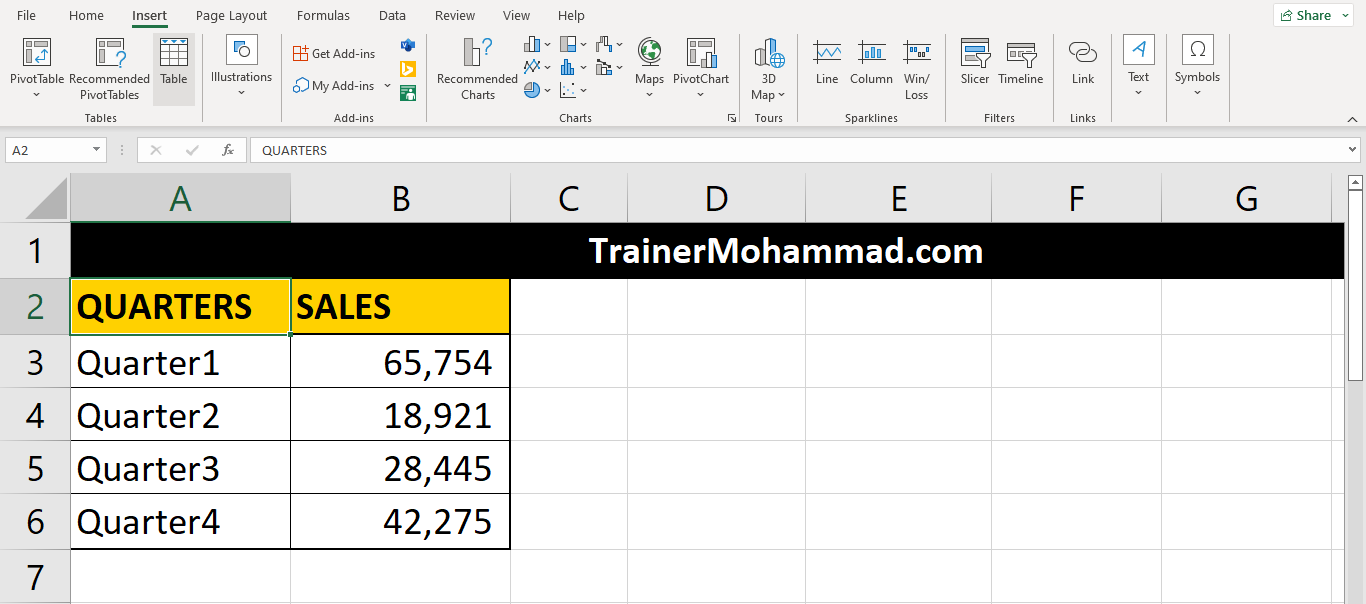 File Home Insert Page Layout Formulas Data Review View Help Share
PivotTable
Recommended
PivotTables
Table
Tables
Illustrations
Get Add-ins
My Add-ins
Add-ins
Recommended
Charts
Maps
PivotChart
Charts
3D
Map
Tours
Line
Column
Win/
Loss
Sparklines
Slicer
Timeline
Filters
Link
Links
A
Text
Ω
Symbols
A2 fx QUARTERS
A B C D E F G
1 TrainerMohammad.com
2 QUARTERS SALES
3 Quarter1 65,754
4 Quarter2 18,921
5 Quarter3 28,445
6 Quarter4 42,275
7